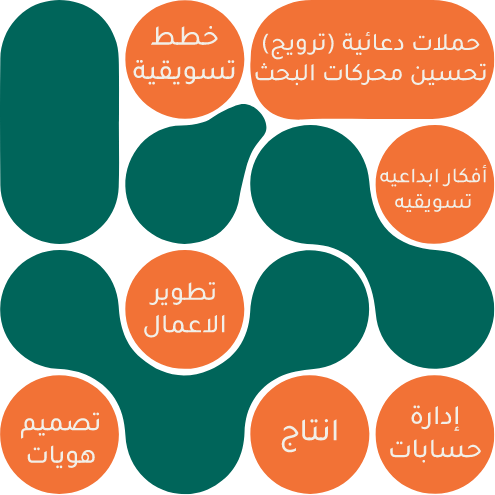 حملات دعائية (ترويج)
تحسين محركات البحث
خطط
تسويقية
أفكار ابداعيه
تسويقيه
تطوير
الاعمال
إدارة
حسابات
انتاج
تصميم
هويات